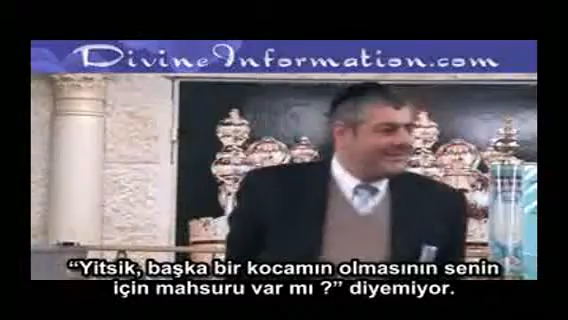 DivineInformation.com
“Yitsik, başka bir kocamın olmasının senin
için mahsuru var mı ?” diyemiyor.